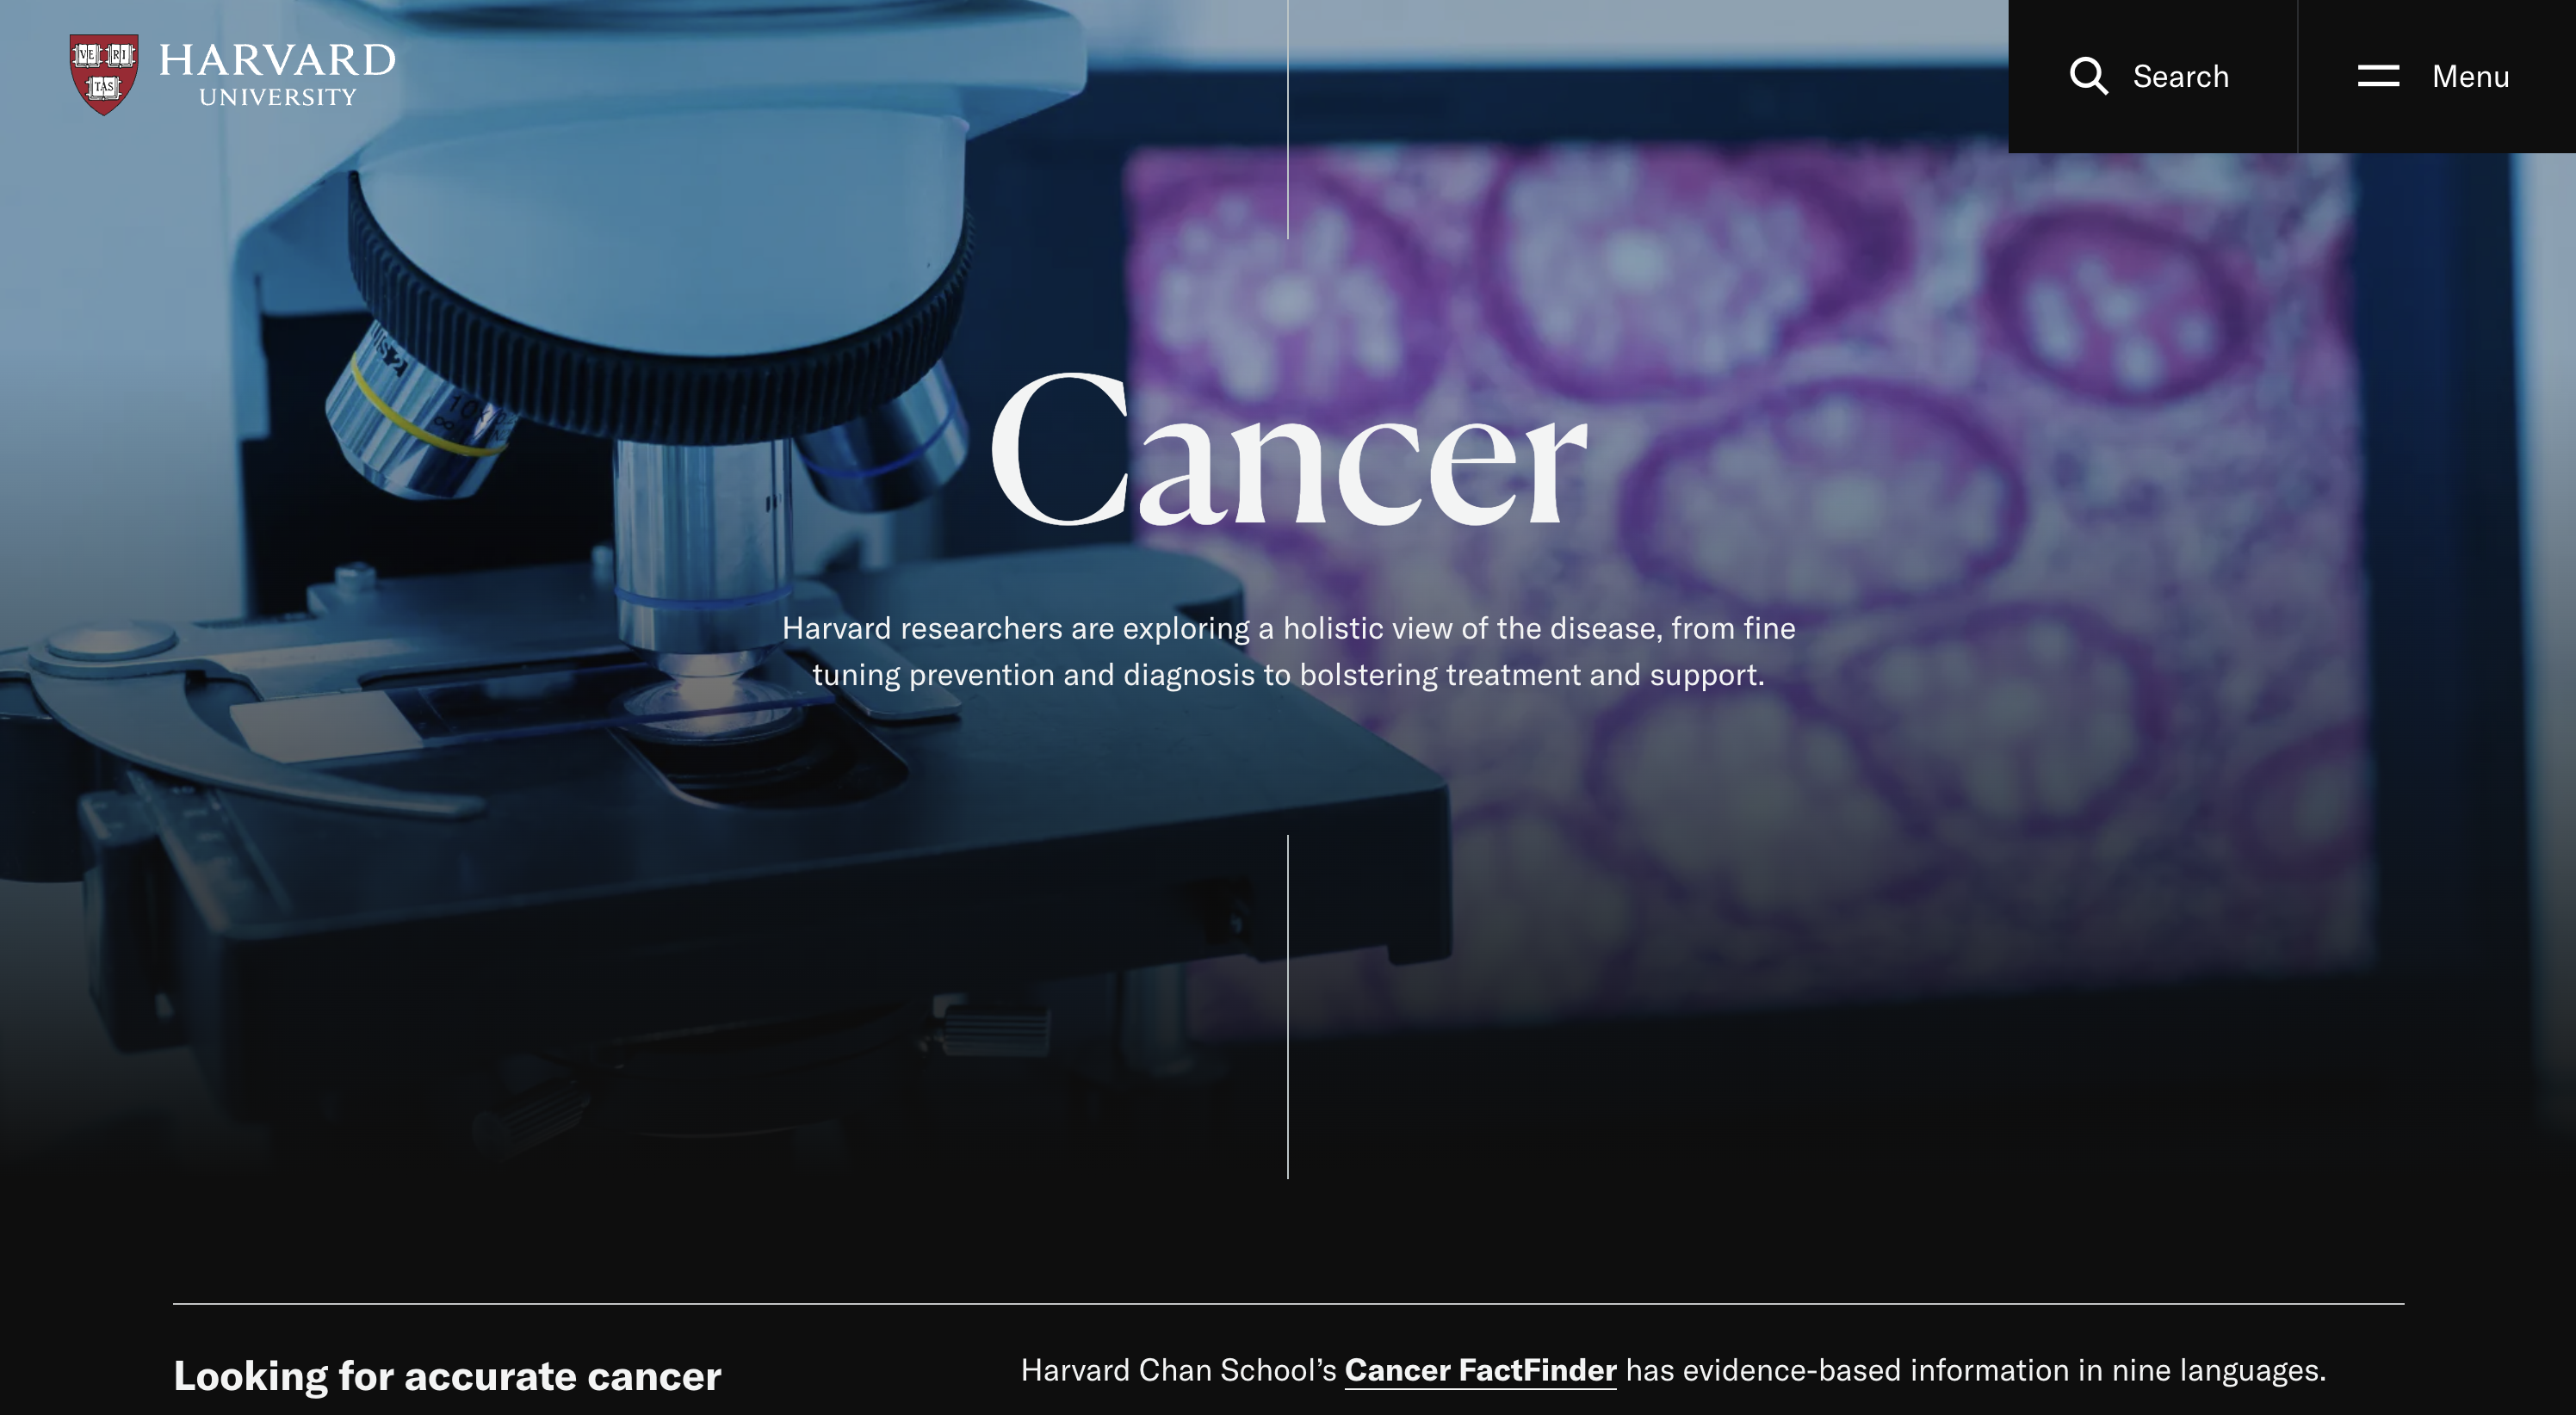 VE RI
TAS
HARVARD
UNIVERSITY
Search
Menu
Cancer
Harvard researchers are exploring a holistic view of the disease, from fine
tuning prevention and diagnosis to bolstering treatment and support.
Looking for accurate cancer
Harvard Chan School’s Cancer FactFinder has evidence-based information in nine languages.